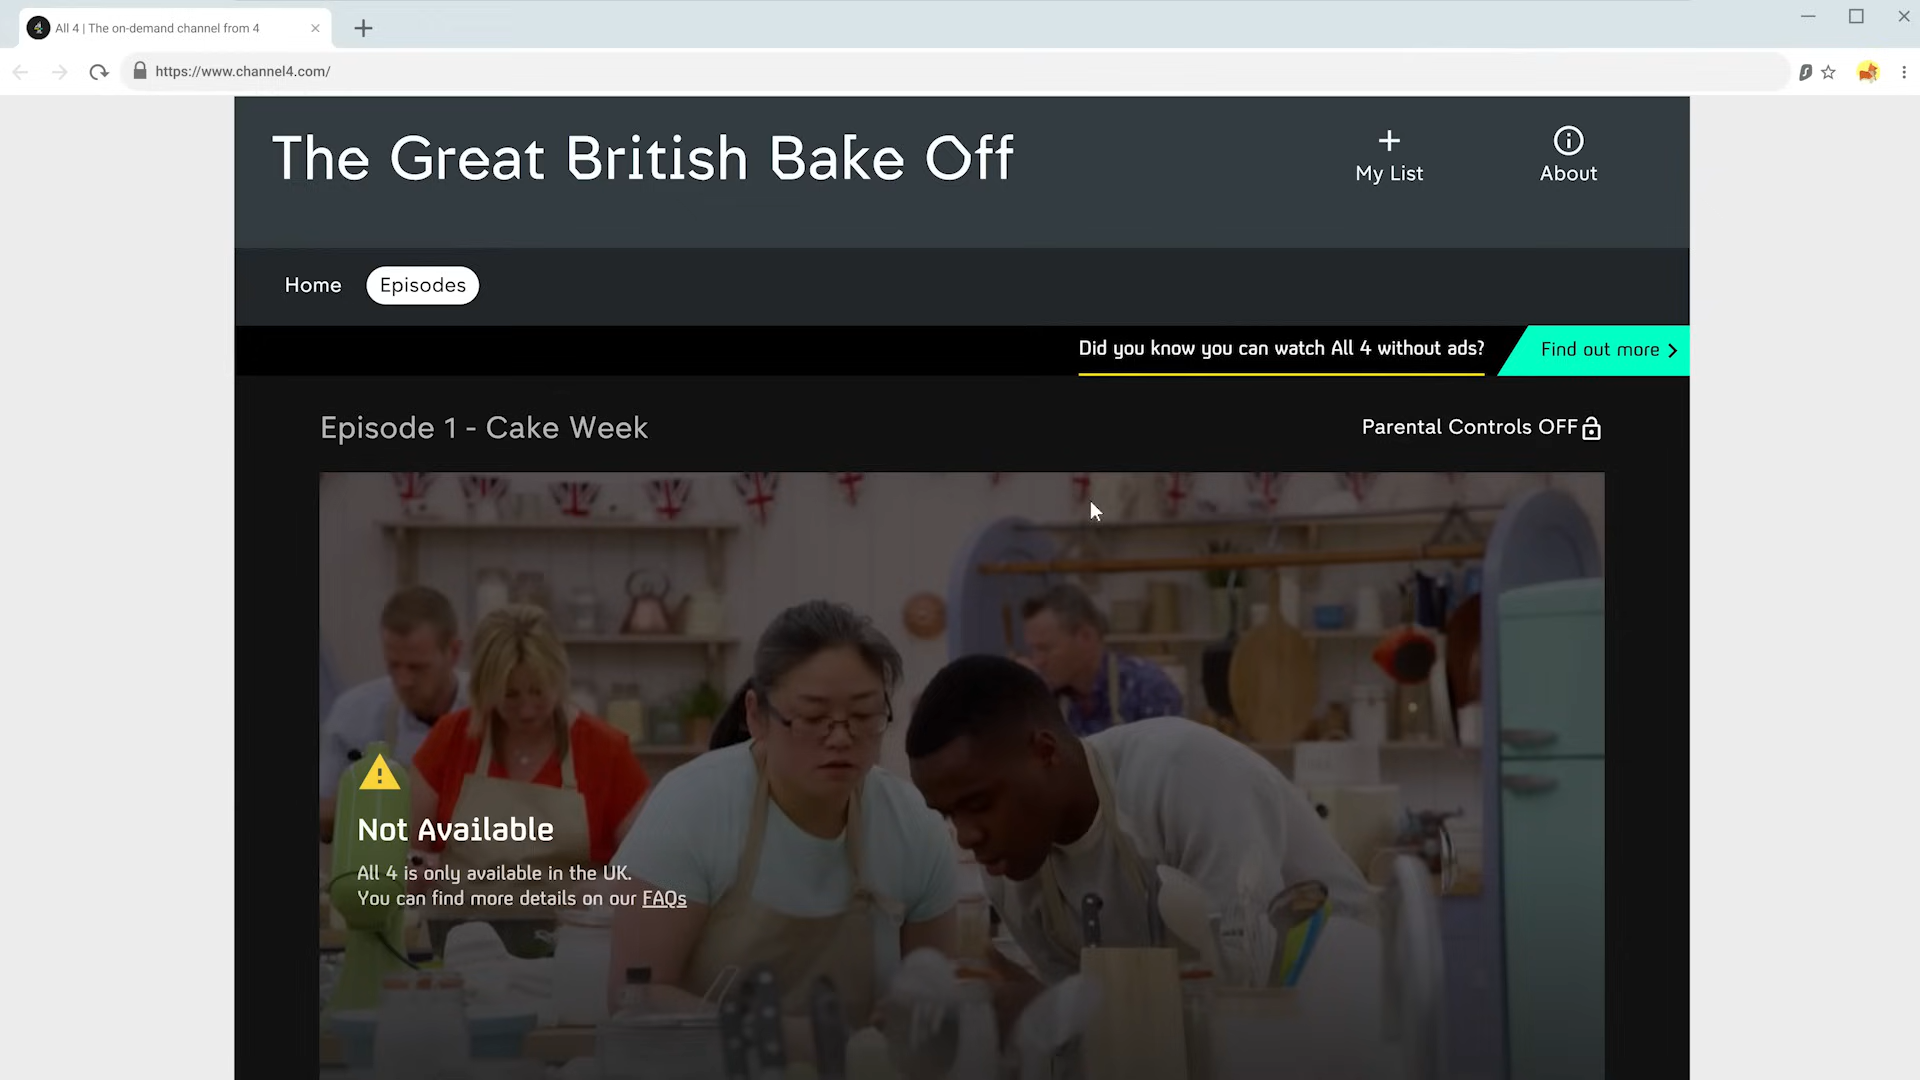 All 4 | The on-demand channel from 4
https://www.channel4.com/
The Great British Bake Off
My List
About
Home
Episodes
Did you know you can watch All 4 without ads?
Find out more
Episode 1 - Cake Week
Parental Controls OFF
Not Available
All 4 is only available in the UK.
You can find more details on our FAQs